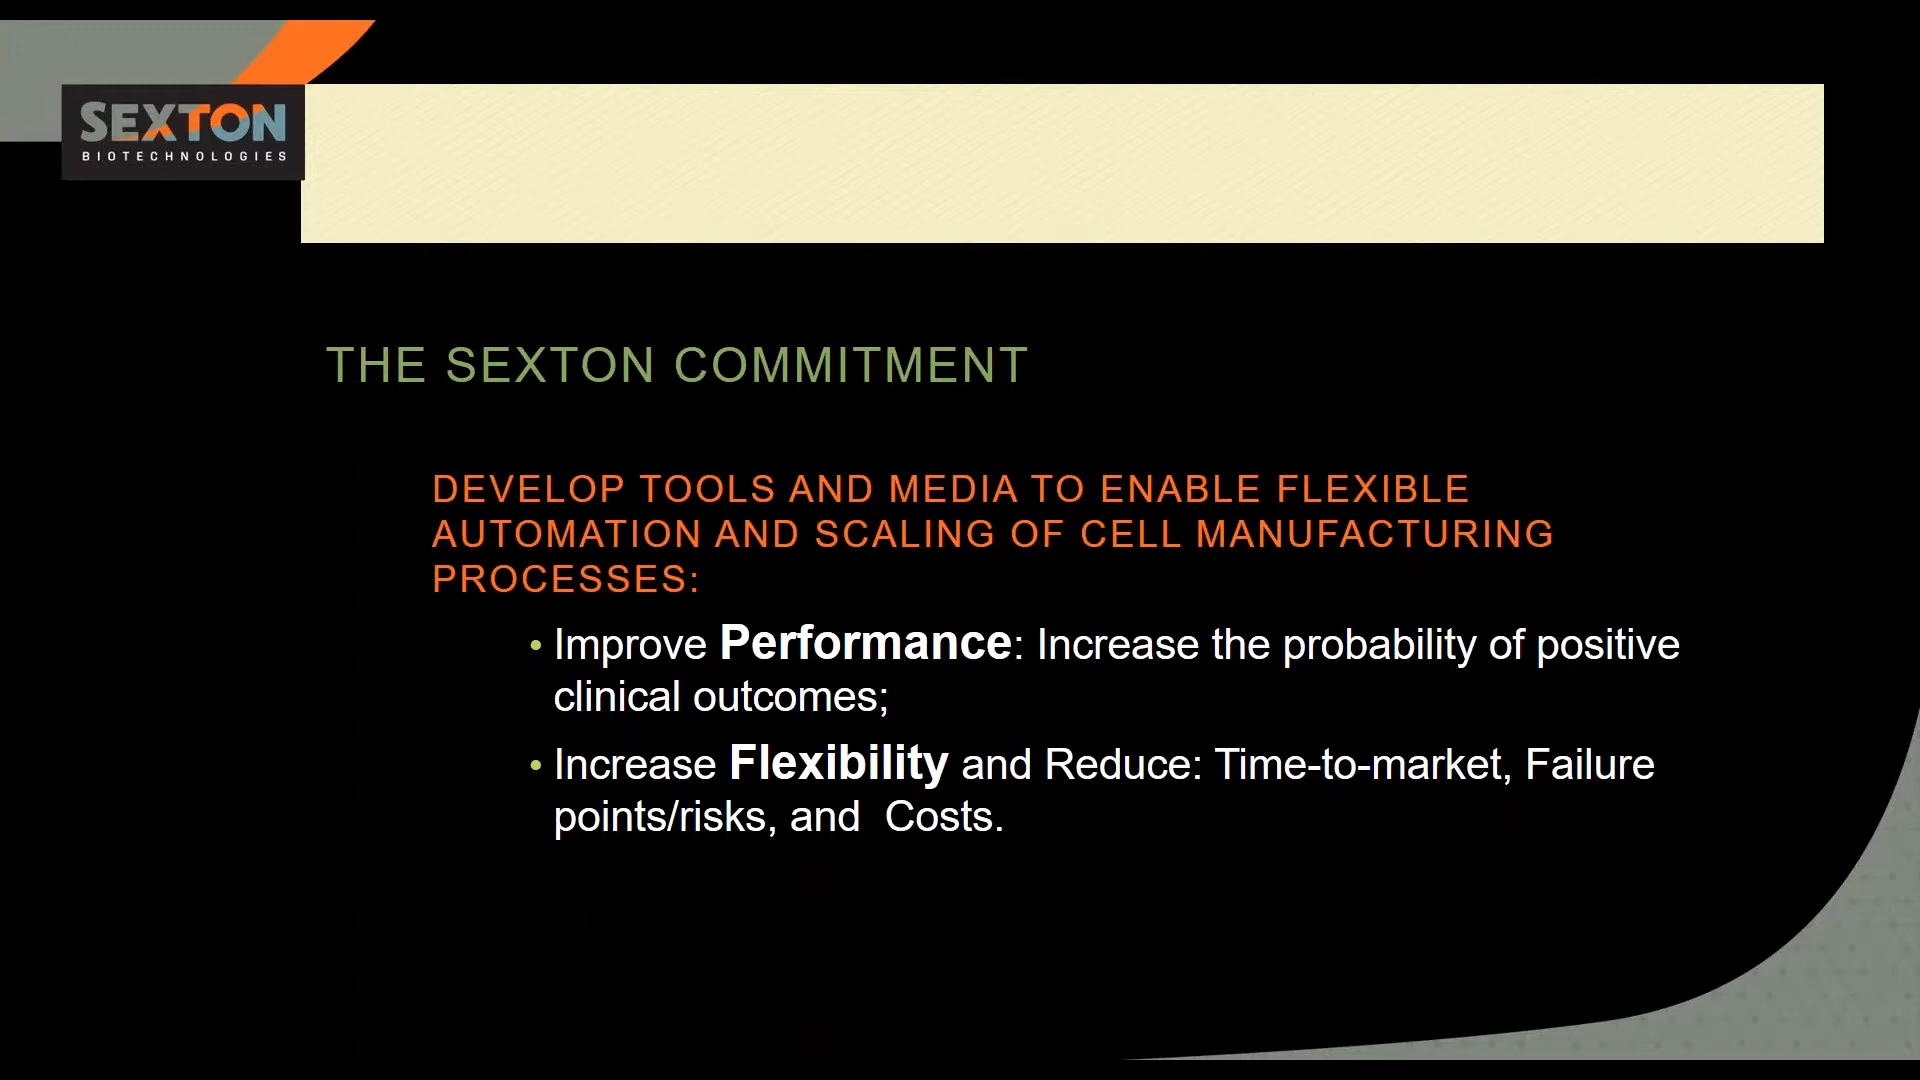 SEXTON
BIOTECHNOLOGIES
THE SEXTON COMMITMENT
DEVELOP TOOLS AND MEDIA TO ENABLE FLEXIBLE
AUTOMATION AND SCALING OF CELL MANUFACTURING
PROCESSES:
• Improve Performance: Increase the probability of positive
clinical outcomes;
• Increase Flexibility and Reduce: Time-to-market, Failure
points/risks, and  Costs.